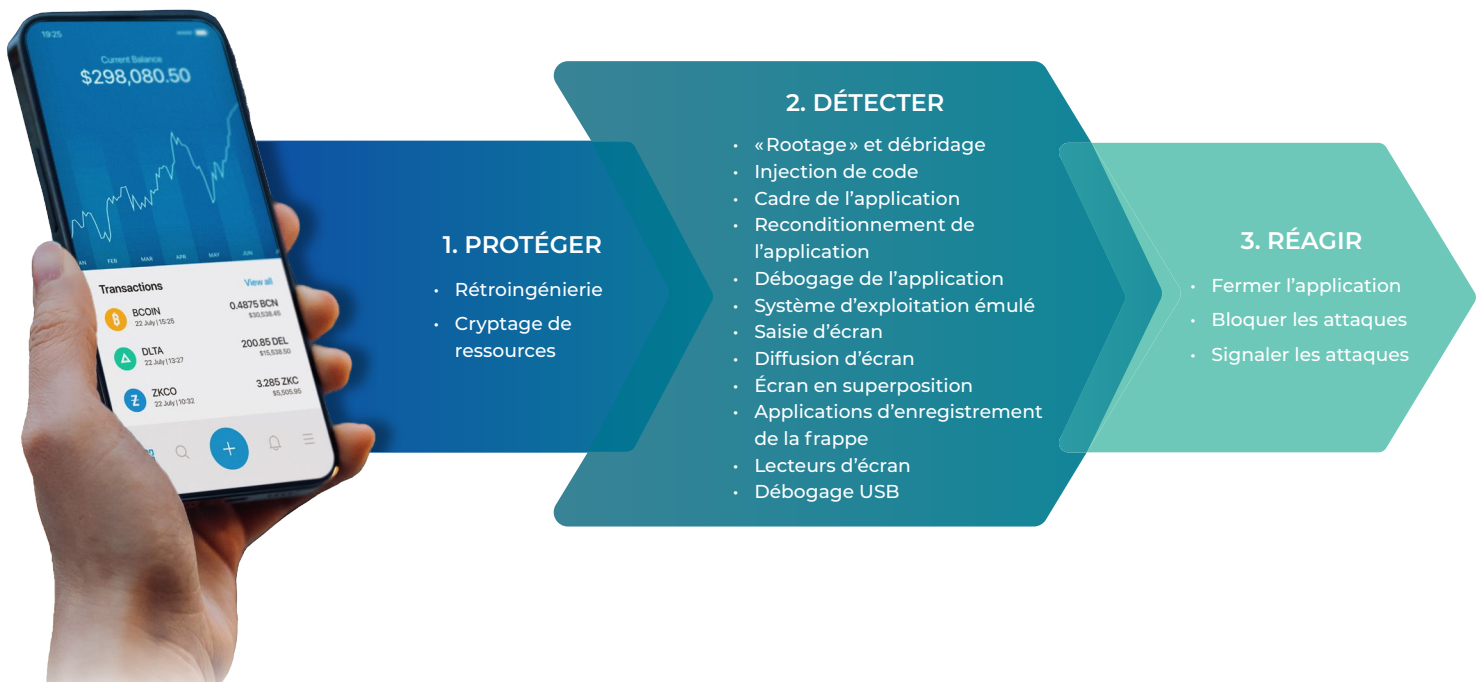 19:25
Current Balance
$298,080.50
FEB MAR APR MAY JUN
Transactions View all
BCOIN 0.4875 BCN
22 July | 15:25 $30,538.45
DLTA 200.85 DEL
22 July | 13:27 $15,538.50
ZKCO 3.285 ZKC
22 July | 10:32 $5,505.95
1. PROTÉGER
• Rétroingénierie
• Cryptage de
ressources
2. DÉTECTER
• «Rootage» et débridage
• Injection de code
• Cadre de l’application
• Reconditionnement de
l’application
• Débogage de l’application
• Système d’exploitation émulé
• Saisie d’écran
• Diffusion d’écran
• Écran en superposition
• Applications d’enregistrement
de la frappe
• Lecteurs d’écran
• Débogage USB
3. RÉAGIR
• Fermer l’application
• Bloquer les attaques
• Signaler les attaques